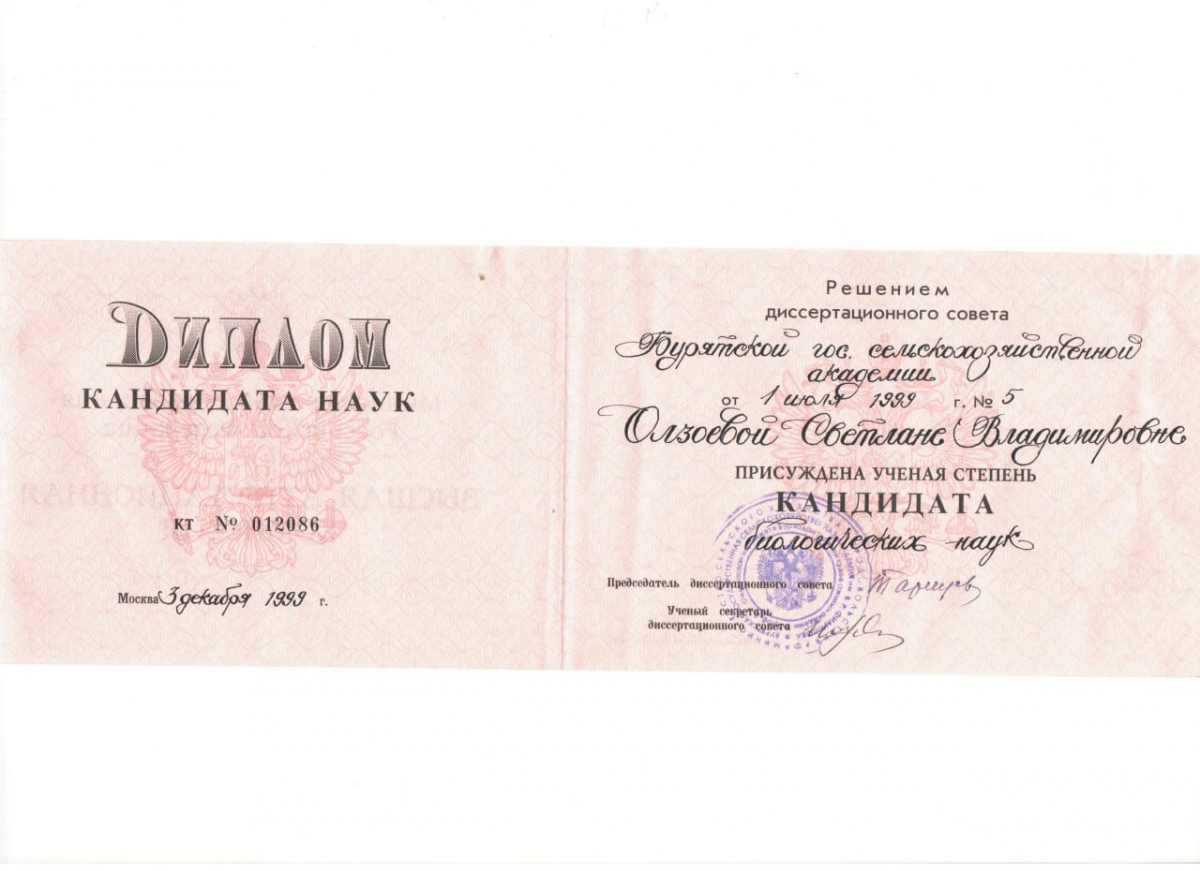 ДИПЛОМ
КАНДИДАТА НАУК
КТ № 012086
Москва 3 декабря 1999 г.
Решением
диссертационного совета
Бурятской гос. сельскохозяйственной
академии
от 1 июля 1999 г. № 5
Олзоевой Светлане Владимировне
ПРИСУЖДЕНА УЧЕНАЯ СТЕПЕНЬ
КАНДИДАТА
биологических наук
Председатель диссертационного совета
Ученый секретарь
диссертационного совета